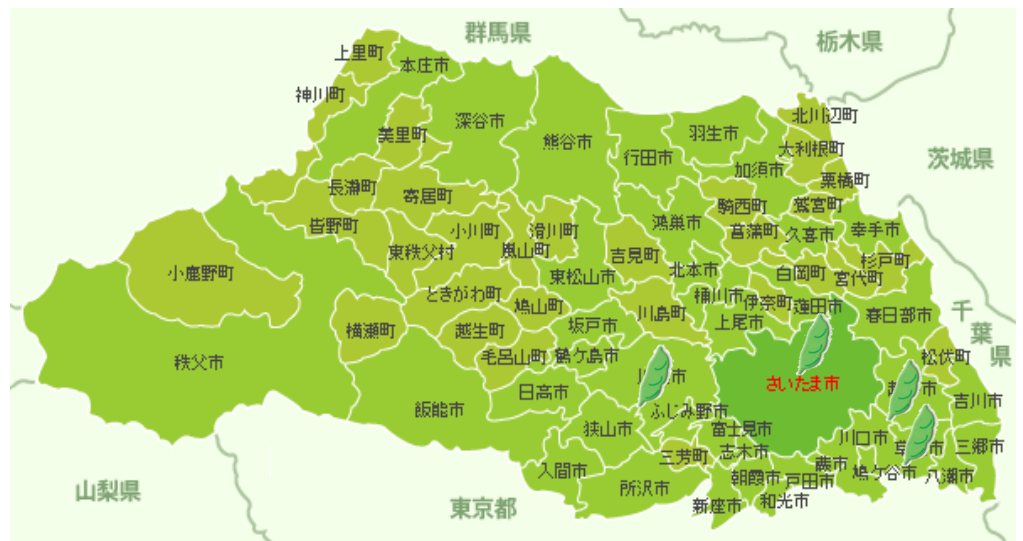 群馬県
栃木県
上里町
本庄市
神川町
北川辺町
深谷市
美里町
羽生市
熊谷市
大利根町
行田市
茨城県
加須市
栗橋町
長瀞町
寄居町
騎西町
鷲宮町
皆野町
鴻巣市
小川町
滑川町
菖蒲町
久喜市
幸手市
東秩父村
嵐山町
吉見町
杉戸町
小鹿野町
東松山市
北本市
白岡町
宮代町
ときがわ町
桶川市
伊奈町
蓮田市
鳩山町
川島町
春日部市
千葉県
横瀬町
越生町
坂戸市
上尾市
毛呂山町
鶴ヶ島市
松伏町
秩父市
さいたま市
日高市
吉川市
飯能市
ふじみ野市
狭山市
富士見市
川口市
三郷市
志木市
三芳町
蕨市
入間市
鳩ケ谷市
八潮市
朝霞市
戸田市
所沢市
山梨県
和光市
新座市
東京都